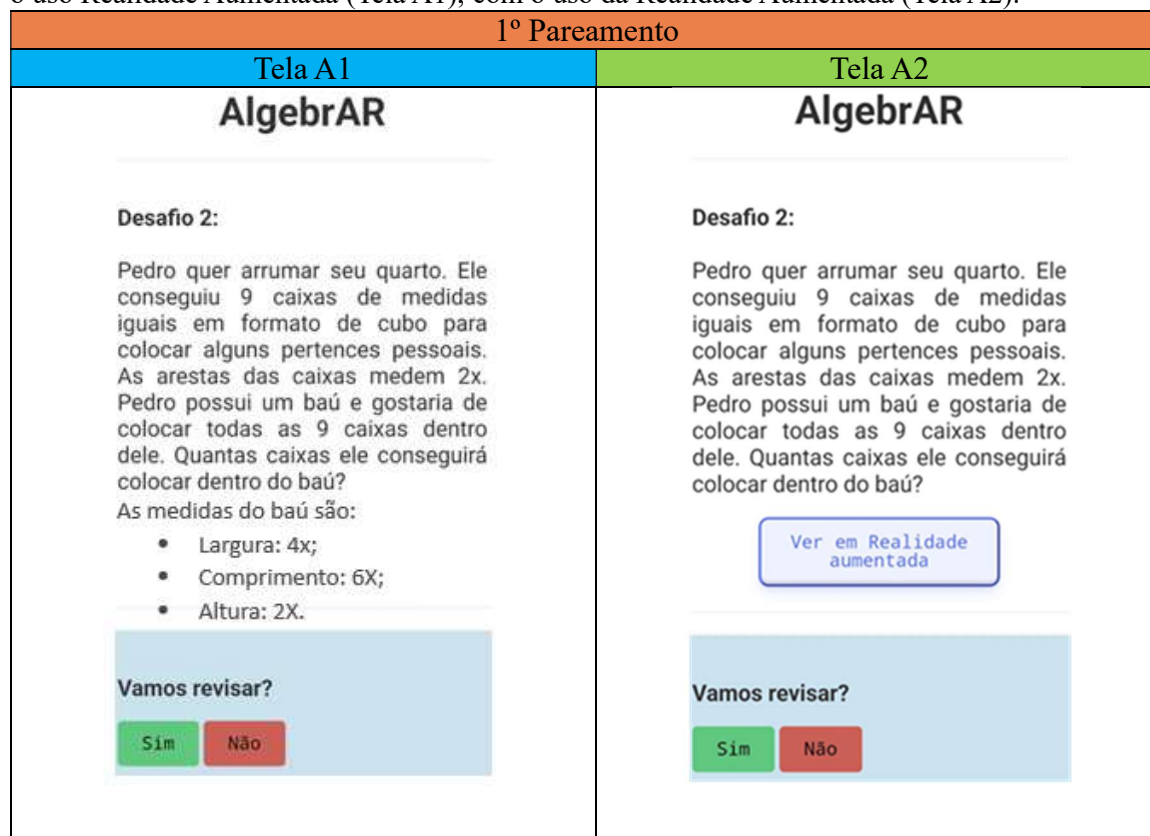 o uso Realidade Aumentada (Tela A1), com o uso da Realidade Aumentada (Tela A2).
1º Pareamento
Tela A1
Tela A2
AlgebrAR
Desafio 2:
Pedro quer arrumar seu quarto. Ele
conseguiu 9 caixas de medidas
iguais em formato de cubo para
colocar alguns pertences pessoais.
As arestas das caixas medem 2x.
Pedro possui um baú e gostaria de
colocar todas as 9 caixas dentro
dele. Quantas caixas ele conseguirá
colocar dentro do baú?
As medidas do baú são:
• Largura: 4x;
• Comprimento: 6X;
• Altura: 2X.
Vamos revisar?
Sim
Não
AlgebrAR
Desafio 2:
Pedro quer arrumar seu quarto. Ele
conseguiu 9 caixas de medidas
iguais em formato de cubo para
colocar alguns pertences pessoais.
As arestas das caixas medem 2x.
Pedro possui um baú e gostaria de
colocar todas as 9 caixas dentro
dele. Quantas caixas ele conseguirá
colocar dentro do baú?
Ver em Realidade
aumentada
Vamos revisar?
Sim
Não